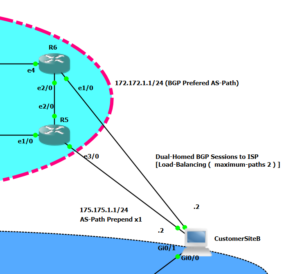 R6
e4
e2/0
e1/0
172.172.1.1/24 (BGP Prefered AS-Path)
e2/0
R5
e1/0
e3/0
Dual-Homed BGP Sessions to ISP
[Load-Balancing ( maximum-paths 2 ) ]
175.175.1.1/24
AS-Path Prepend x1
.2
.2
CustomerSiteB
Gi0/1
Gi0/0